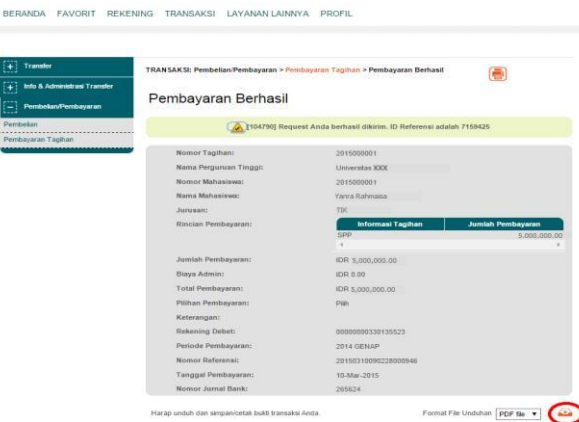 BERANDA FAVORIT REKENING TRANSAKSI LAYANAN LAINNYA PROFIL
Transfer
Info & Administrasi Transfer
Pembelian/Pembayaran
Pembelian
Pembayaran Tagihan
TRANSAKSI: Pembelian/Pembayaran > Pembayaran Tagihan > Pembayaran Berhasil
Pembayaran Berhasil
[104790] Request Anda berhasil dikirim. ID Referensi adalah 7159425
Nomor Tagihan: 2015000001
Nama Perguruan Tinggi: Universitas XXX
Nomor Mahasiswa: 2015000001
Nama Mahasiswa: Yanra Rahmaisa
Jurusan: TIK
Rincian Pembayaran: Informasi Tagihan Jumlah Pembayaran
SPP 5.000,000.00
Jumlah Pembayaran: IDR 5,000,000.00
Biaya Admin: IDR 0.00
Total Pembayaran: IDR 5,000,000.00
Pilihan Pembayaran: Pilih
Keterangan:
Rekening Debet: 00000000330135523
Periode Pembayaran: 2014 GENAP
Nomor Referensi: 20150310090228000946
Tanggal Pembayaran: 10-Mar-2015
Nomor Jurnal Bank: 265624
Harap unduh dan simpan/cetak bukti transaksi Anda. Format File Unduhan PDF file